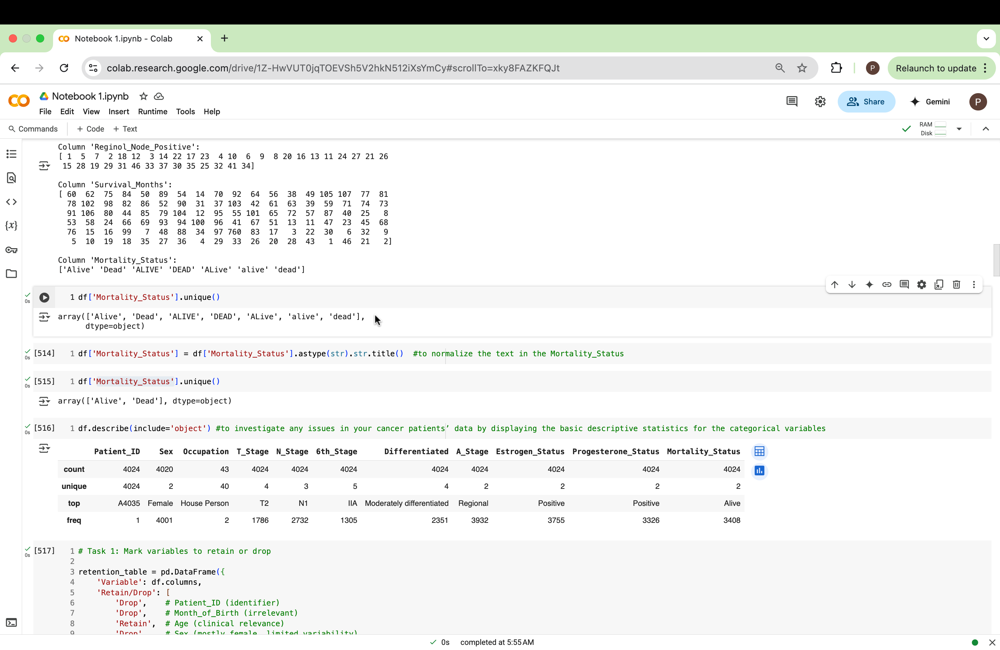 Notebook 1.ipynb - Colab
colab.research.google.com/drive/1Z-HwVUT0jqTOEVSh5V2hkN512iXsYmCy#scrollTo=xky8FAZKFQJt
P
Relaunch to update
Notebook 1.ipynb
File Edit View Insert Runtime Tools Help
Share
Gemini
P
Commands + Code + Text
RAM
Disk
Column 'Reginol_Node_Positive':
[ 1 5 7 2 18 12 3 14 22 17 23 4 10 6 9 8 20 16 13 11 24 27 21 26
15 28 19 29 31 46 33 37 30 35 25 32 41 34]
Column 'Survival_Months':
[ 60 62 75 84 50 89 54 14 70 92 64 56 38 49 105 107 77 81
78 102 98 82 86 52 90 31 37 103 42 61 63 39 59 71 74 73
91 106 80 44 85 79 104 12 95 55 101 65 72 57 87 40 25 8
53 58 24 66 69 93 94 100 96 41 67 51 13 11 47 23 45 68
76 15 16 99 7 48 88 34 97 760 83 17 3 22 30 6 32 9
5 10 19 18 35 27 36 4 29 33 26 20 28 43 1 46 21 2]
Column 'Mortality_Status':
['Alive' 'Dead' 'ALIVE' 'DEAD' 'ALive' 'alive' 'dead']
0s
1 df['Mortality_Status'].unique()
array(['Alive', 'Dead', 'ALIVE', 'DEAD', 'ALive', 'alive', 'dead'],
dtype=object)
0s [514] 1 df['Mortality_Status'] = df['Mortality_Status'].astype(str).str.title() #to normalize the text in the Mortality_Status
0s [515] 1 df['Mortality_Status'].unique()
array(['Alive', 'Dead'], dtype=object)
0s [516] 1 df.describe(include='object') #to investigate any issues in your cancer patients’ data by displaying the basic descriptive statistics for the categorical variables
Patient_ID Sex Occupation T_Stage N_Stage 6th_Stage Differentiated A_Stage Estrogen_Status Progesterone_Status Mortality_Status
count 4024 4020 43 4024 4024 4024 4024 4024 4024 4024 4024
unique 4024 2 40 4 3 5 4 2 2 2 2
top A4035 Female House Person T2 N1 IIA Moderately differentiated Regional Positive Positive Alive
freq 1 4001 2 1786 2732 1305 2351 3932 3755 3326 3408
0s [517] 1 # Task 1: Mark variables to retain or drop
2
3 retention_table = pd.DataFrame({
4 'Variable': df.columns,
5 'Retain/Drop': [
6 'Drop', # Patient_ID (identifier)
7 'Drop', # Month_of_Birth (irrelevant)
8 'Retain', # Age (clinical relevance)
9 'Drop' # Sex (mostly female, limited variability)
0s completed at 5:55 AM